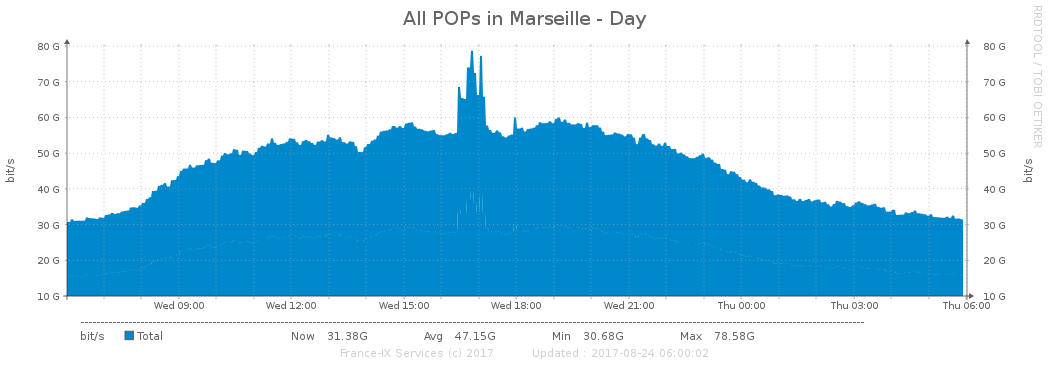 All POPs in Marseille - Day
RRDTOOL / TOBI OETIKER
80 G 80 G
70 G 70 G
60 G 60 G
50 G 50 G
40 G 40 G
30 G 30 G
20 G 20 G
10 G 10 G
bit/s bit/s
Wed 09:00 Wed 12:00 Wed 15:00 Wed 18:00 Wed 21:00 Thu 00:00 Thu 03:00 Thu 06:00
bit/s Total Now 31.38G Avg 47.15G Min 30.68G Max 78.58G
France-IX Services (c) 2017 Updated : 2017-08-24 06:00:02